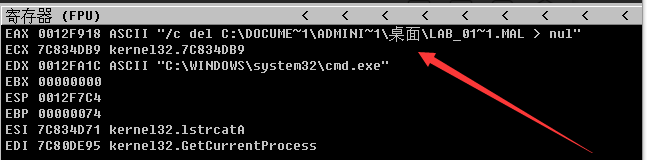 寄存器 (FPU) < < < < < < < < <
EAX 0012F918 ASCII "/c del C:\DOCUME~1\ADMINI~1\桌面\LAB_01~1.MAL > nul"
ECX 7C834DB9 kernel32.7C834DB9
EDX 0012FA1C ASCII "C:\WINDOWS\system32\cmd.exe"
EBX 00000000
ESP 0012F7C4
EBP 00000074
ESI 7C834D71 kernel32.lstrcatA
EDI 7C80DE95 kernel32.GetCurrentProcess